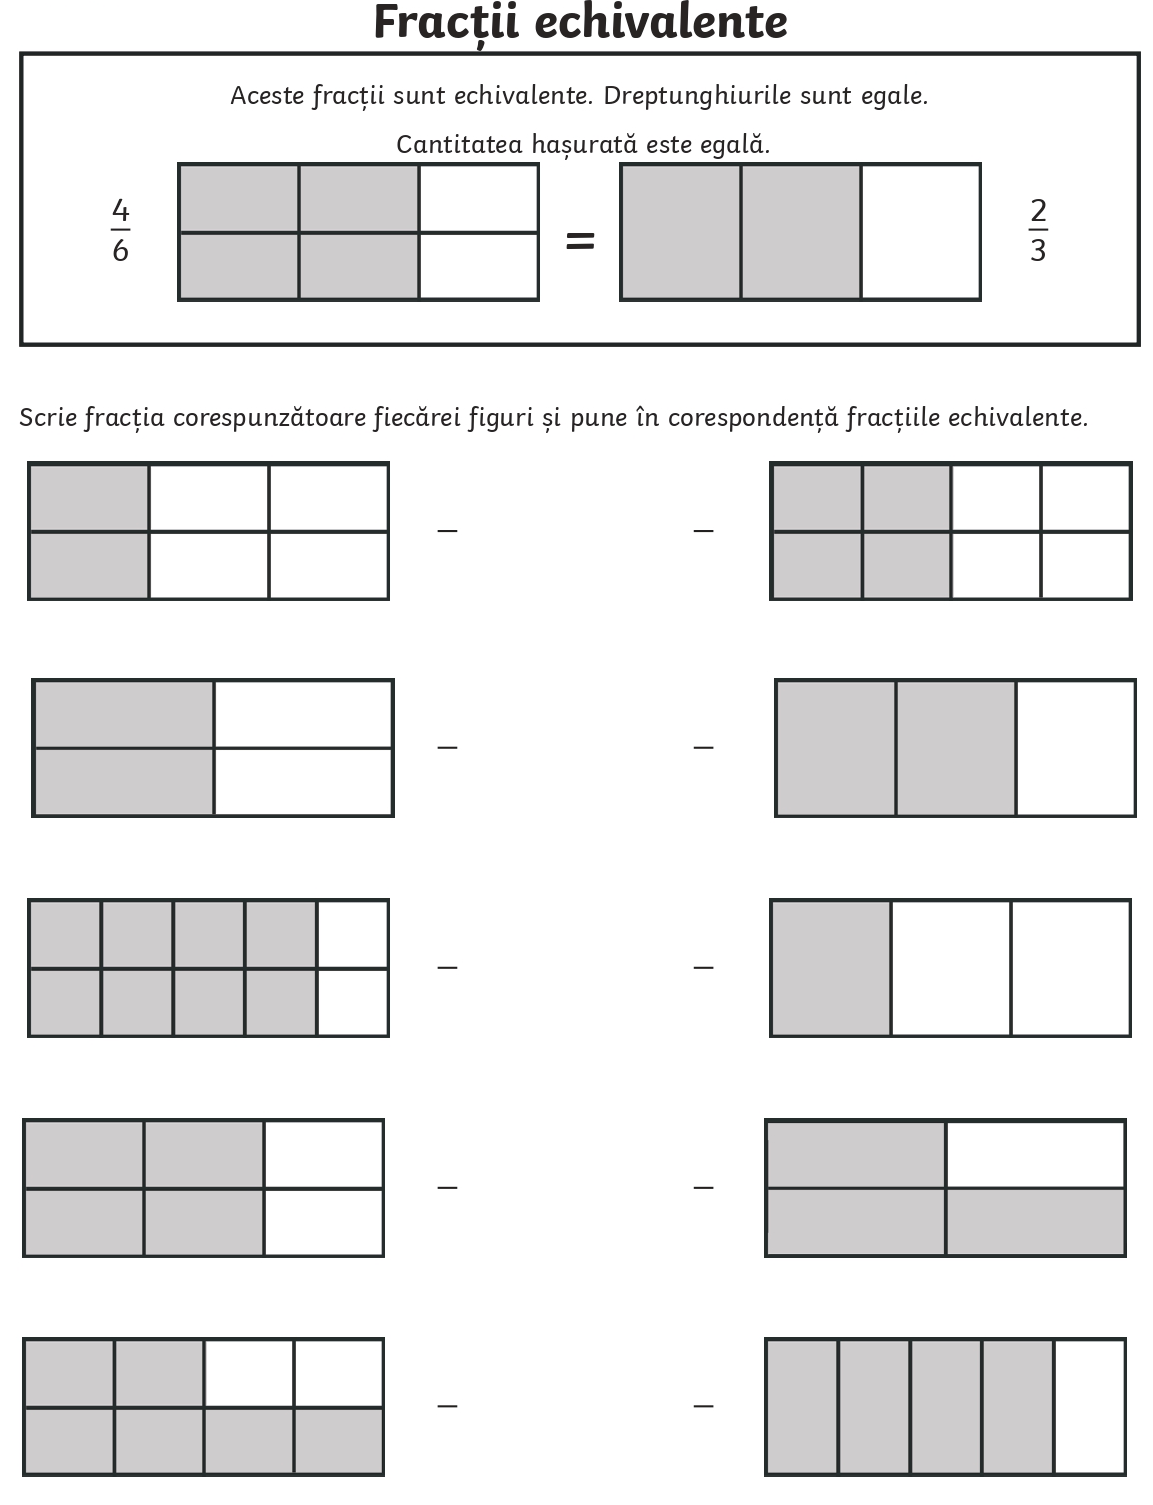 Fracții echivalente
Aceste fracții sunt echivalente. Dreptunghiurile sunt egale.
Cantitatea hașurată este egală.
4/6 = 2/3
Scrie fracția corespunzătoare fiecărei figuri și pune în corespondență fracțiile echivalente.